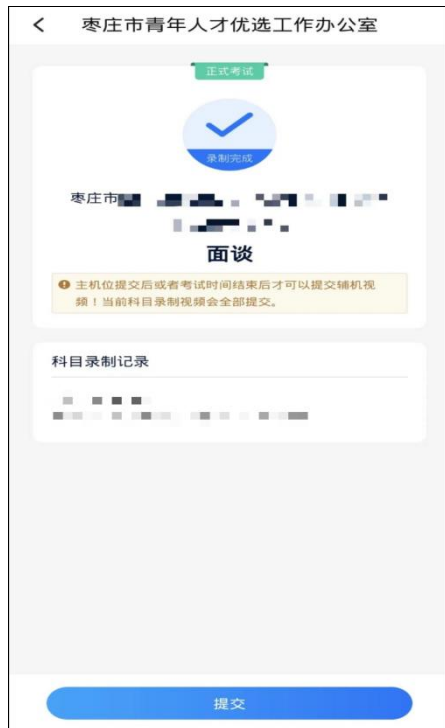 枣庄市青年人才优选工作办公室
正式考试
录制完成
枣庄市
面谈
主机位提交后或者考试时间结束后才可以提交辅机视
频！当前科目录制视频会全部提交。
科目录制记录
提交